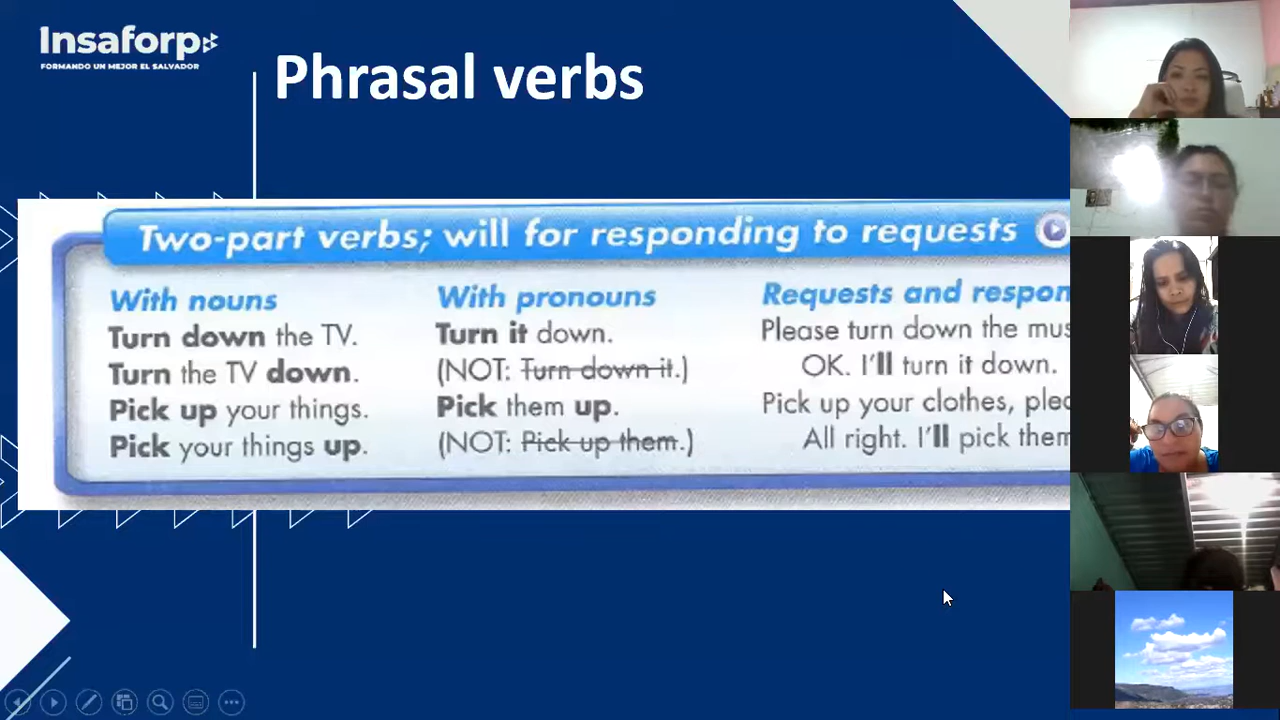 Insaforp
FORMANDO UN MEJOR EL SALVADOR
Phrasal verbs
Two-part verbs; will for responding to requests
With nouns
Turn down the TV.
Turn the TV down.
Pick up your things.
Pick your things up.
With pronouns
Turn it down.
(NOT: Turn down it.)
Pick them up.
(NOT: Pick up them.)
Requests and respon
Please turn down the mus
OK. I'll turn it down.
Pick up your clothes, plea
All right. I'll pick them